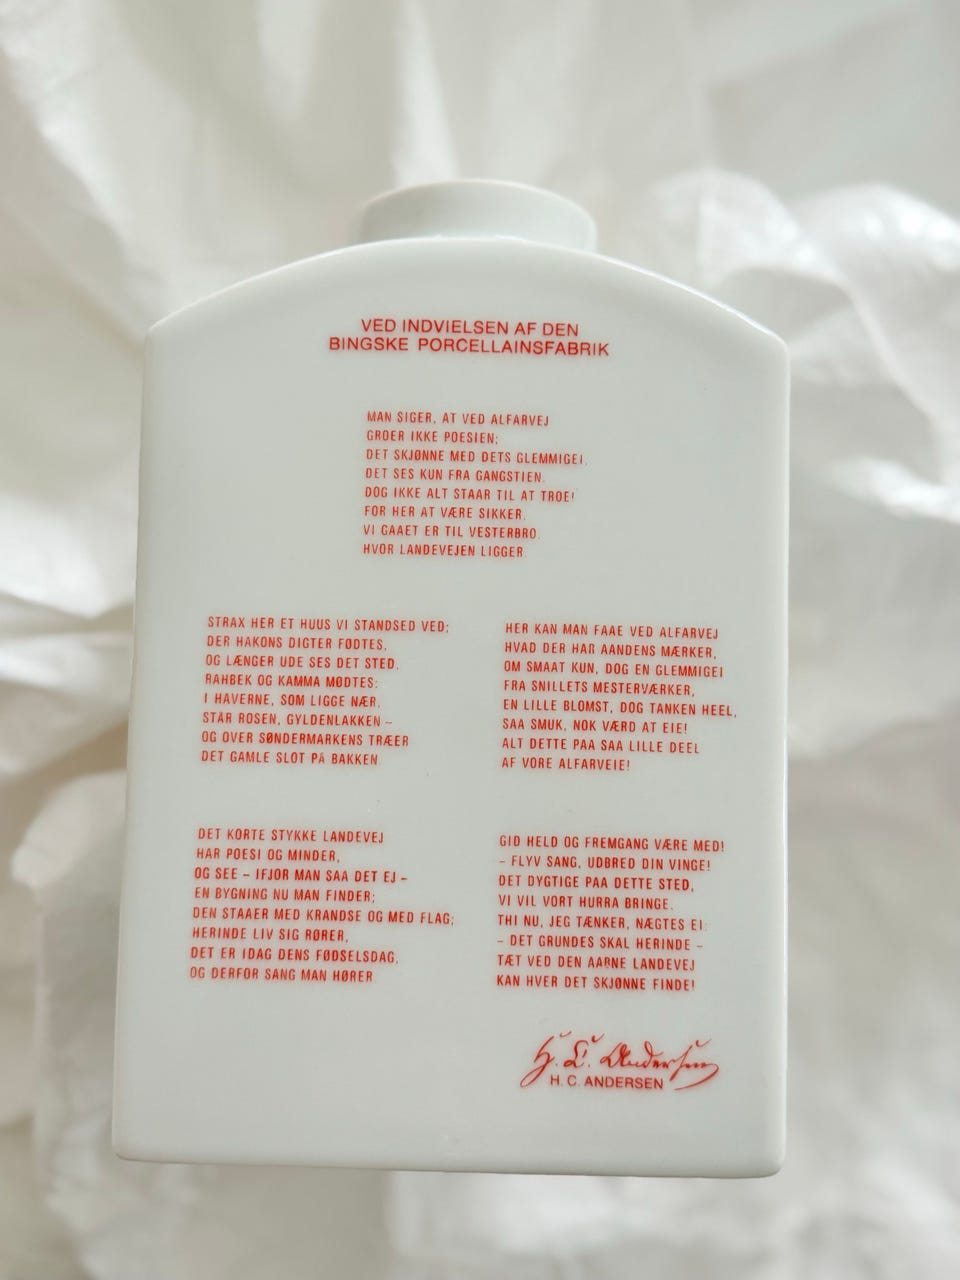 VED INDVIELSEN AF DEN
BINGSKE PORCELLAINSFABRIK
MAN SIGER, AT VED ALFARVEJ
GROER IKKE POESIEN;
DET SKJØNNE MED DETS GLEMMIGEI,
DET SES KUN FRA GANGSTIEN.
DOG IKKE ALT STAAR TIL AT TROE!
FOR HER AT VÆRE SIKKER,
VI GAAET ER TIL VESTERBRO,
HVOR LANDEVEJEN LIGGER.
STRAX HER ET HUUS VI STANDSED VED;
DER HAKONS DIGTER FØDTES,
OG LÆNGER UDE SES DET STED,
RAHBEK OG KAMMA MØDTES;
I HAVERNE, SOM LIGGE NÆR,
STÅR ROSEN, GYLDENLAKKEN –
OG OVER SØNDERMARKENS TRÆER
DET GAMLE SLOT PÅ BAKKEN.
DET KORTE STYKKE LANDEVEJ
HAR POESI OG MINDER,
OG SEE – IFJOR MAN SAA DET EJ –
EN BYGNING NU MAN FINDER;
DEN STAAER MED KRANDSE OG MED FLAG;
HERINDE LIV SIG RØRER,
DET ER IDAG DENS FØDSELSDAG,
OG DERFOR SANG MAN HØRER
HER KAN MAN FAAE VED ALFARVEJ
HVAD DER HAR AANDENS MÆRKER,
OM SMAAT KUN, DOG EN GLEMMIGEI
FRA SNILLETS MESTERVÆRKER,
EN LILLE BLOMST, DOG TANKEN HEEL,
SAA SMUK, NOK VÆRD AT EIE!
ALT DETTE PAA SAA LILLE DEEL
AF VORE ALFARVEIE!
GID HELD OG FREMGANG VÆRE MED!
– FLYV SANG, UDBRED DIN VINGE!
DET DYGTIGE PAA DETTE STED,
VI VIL VORT HURRA BRINGE.
THI NU, JEG TÆNKER, NÆGTES EI:
– DET GRUNDES SKAL HERINDE –
TÆT VED DEN AABNE LANDEVEJ
KAN HVER DET SKJØNNE FINDE!
H. C. Andersen
H. C. ANDERSEN